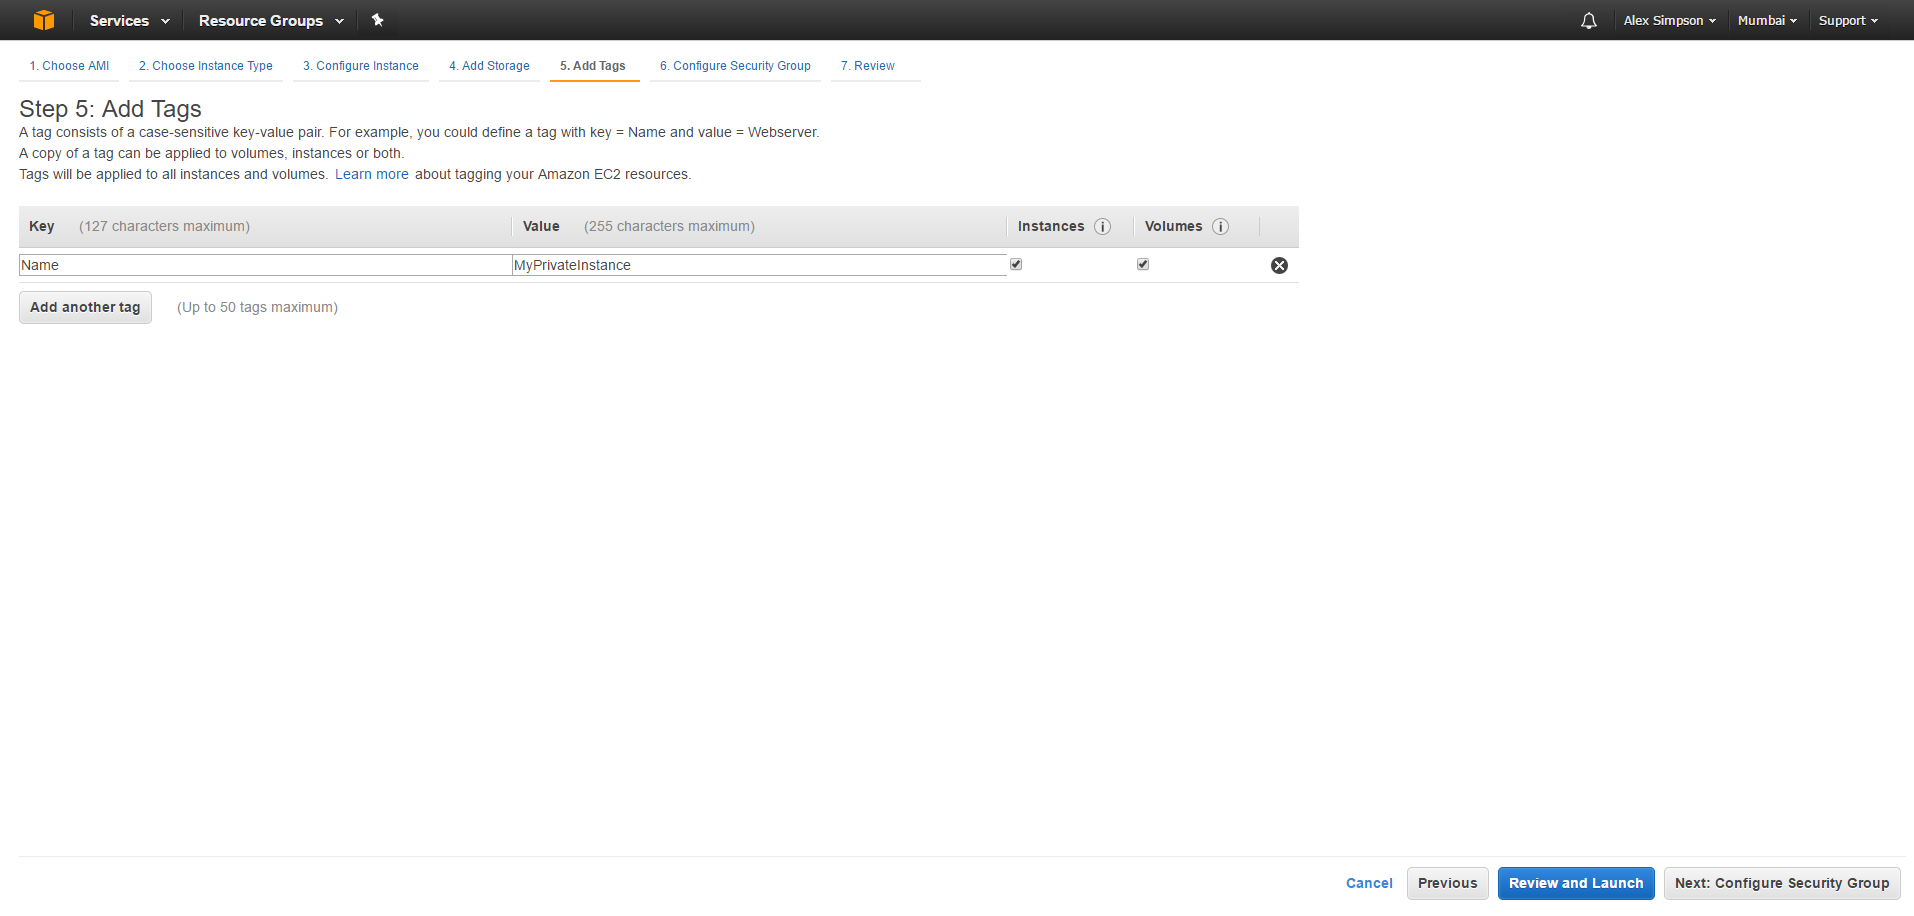 Services Resource Groups Alex Simpson Mumbai Support
1. Choose AMI 2. Choose Instance Type 3. Configure Instance 4. Add Storage 5. Add Tags 6. Configure Security Group 7. Review
Step 5: Add Tags
A tag consists of a case-sensitive key-value pair. For example, you could define a tag with key = Name and value = Webserver.
A copy of a tag can be applied to volumes, instances or both.
Tags will be applied to all instances and volumes. Learn more about tagging your Amazon EC2 resources.
Key (127 characters maximum) Value (255 characters maximum) Instances i Volumes i
Name MyPrivateInstance
Add another tag (Up to 50 tags maximum)
Cancel Previous Review and Launch Next: Configure Security Group